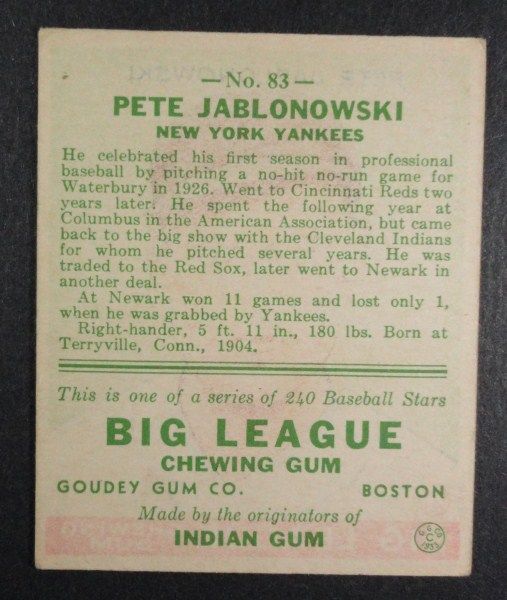 — No. 83 —
PETE JABLONOWSKI
NEW YORK YANKEES
He celebrated his first season in professional
baseball by pitching a no-hit no-run game for
Waterbury in 1926. Went to Cincinnati Reds two
years later. He spent the following year at
Columbus in the American Association, but came
back to the big show with the Cleveland Indians
for whom he pitched several years. He was
traded to the Red Sox, later went to Newark in
another deal.
At Newark won 11 games and lost only 1,
when he was grabbed by Yankees.
Right-hander, 5 ft. 11 in., 180 lbs. Born at
Terryville, Conn., 1904.
This is one of a series of 240 Baseball Stars
BIG LEAGUE
CHEWING GUM
GOUDEY GUM CO. BOSTON
Made by the originators of
INDIAN GUM
G. G. CO.
C
1933